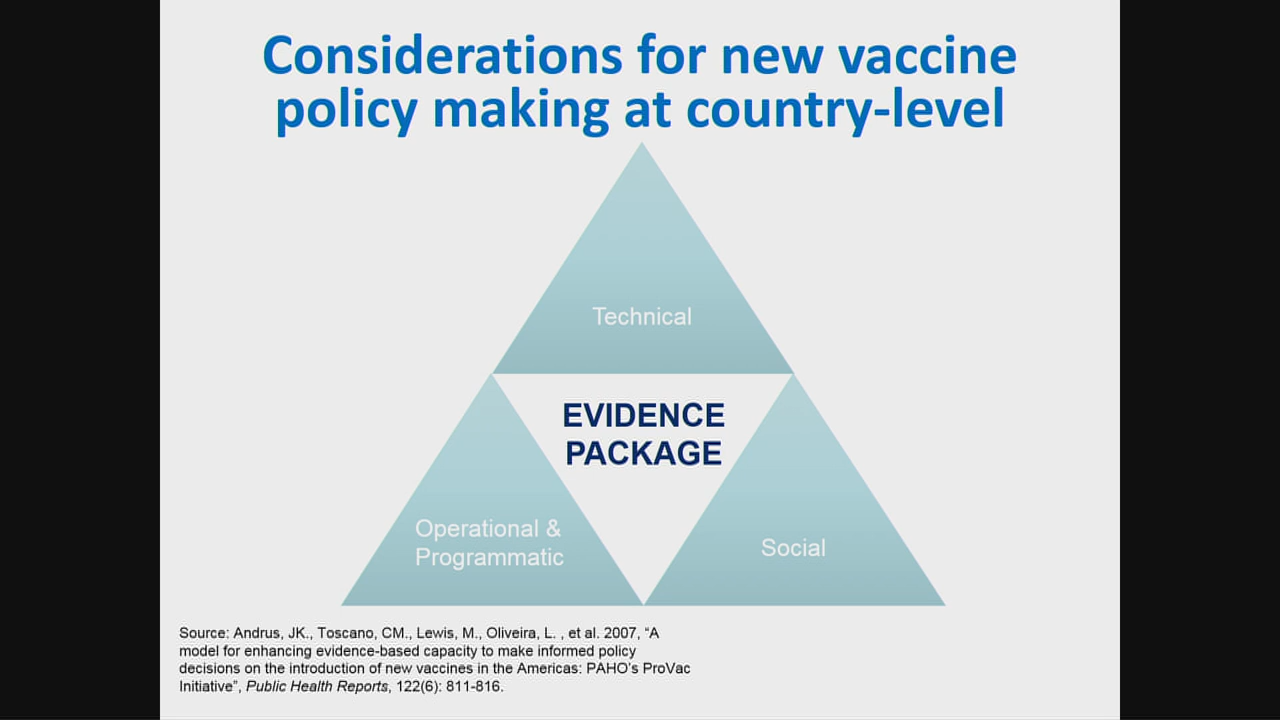 Considerations for new vaccine
policy making at country-level
Technical
EVIDENCE
PACKAGE
Operational &
Programmatic
Social
Source: Andrus, JK., Toscano, CM., Lewis, M., Oliveira, L. , et al. 2007, “A
model for enhancing evidence-based capacity to make informed policy
decisions on the introduction of new vaccines in the Americas: PAHO’s ProVac
Initiative”, Public Health Reports, 122(6): 811-816.